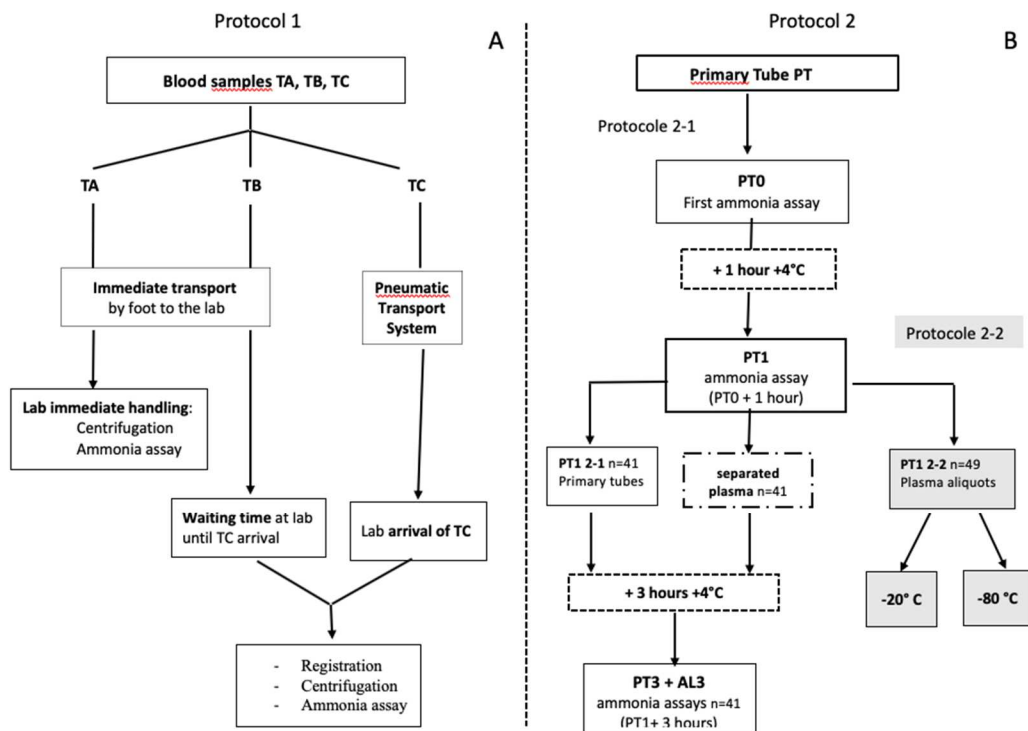 Protocol 1
A
Blood samples TA, TB, TC
TA
TB
TC
Immediate transport
by foot to the lab
Pneumatic
Transport
System
Lab immediate handling:
Centrifugation
Ammonia assay
Waiting time at lab
until TC arrival
Lab arrival of TC
- Registration
- Centrifugation
- Ammonia assay
Protocol 2
B
Primary Tube PT
Protocole 2-1
PT0
First ammonia assay
+ 1 hour +4°C
Protocole 2-2
PT1
ammonia assay
(PT0 + 1 hour)
PT1 2-1 n=41
Primary tubes
separated
plasma n=41
PT1 2-2 n=49
Plasma aliquots
+ 3 hours +4°C
-20° C
-80 °C
PT3 + AL3
ammonia assays n=41
(PT1+ 3 hours)